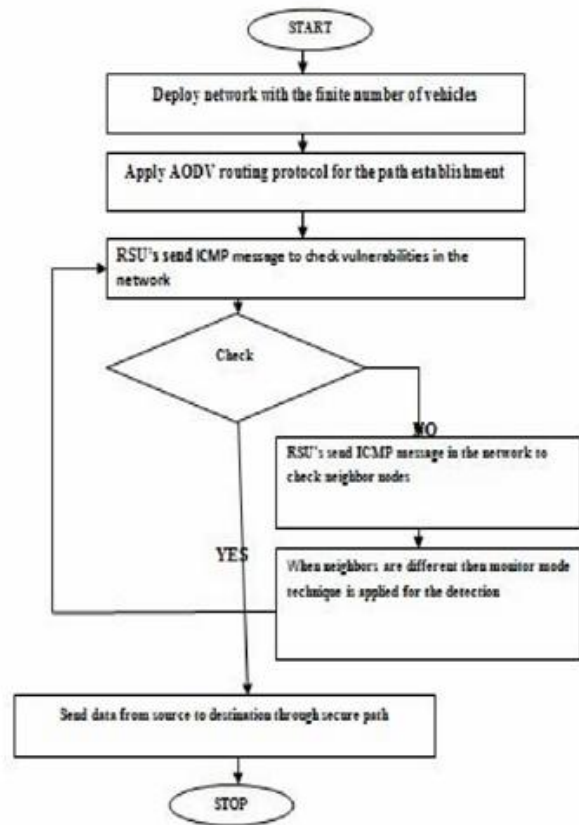 START
Deploy network with the finite number of vehicles
Apply AODV routing protocol for the path establishment
RSU's send ICMP message to check vulnerabilities in the
network
Check
NO
RSU's send ICMP message in the network to
check neighbor nodes
YES
When neighbors are different then monitor mode
technique is applied for the detection
Send data from source to destination through secure path
STOP